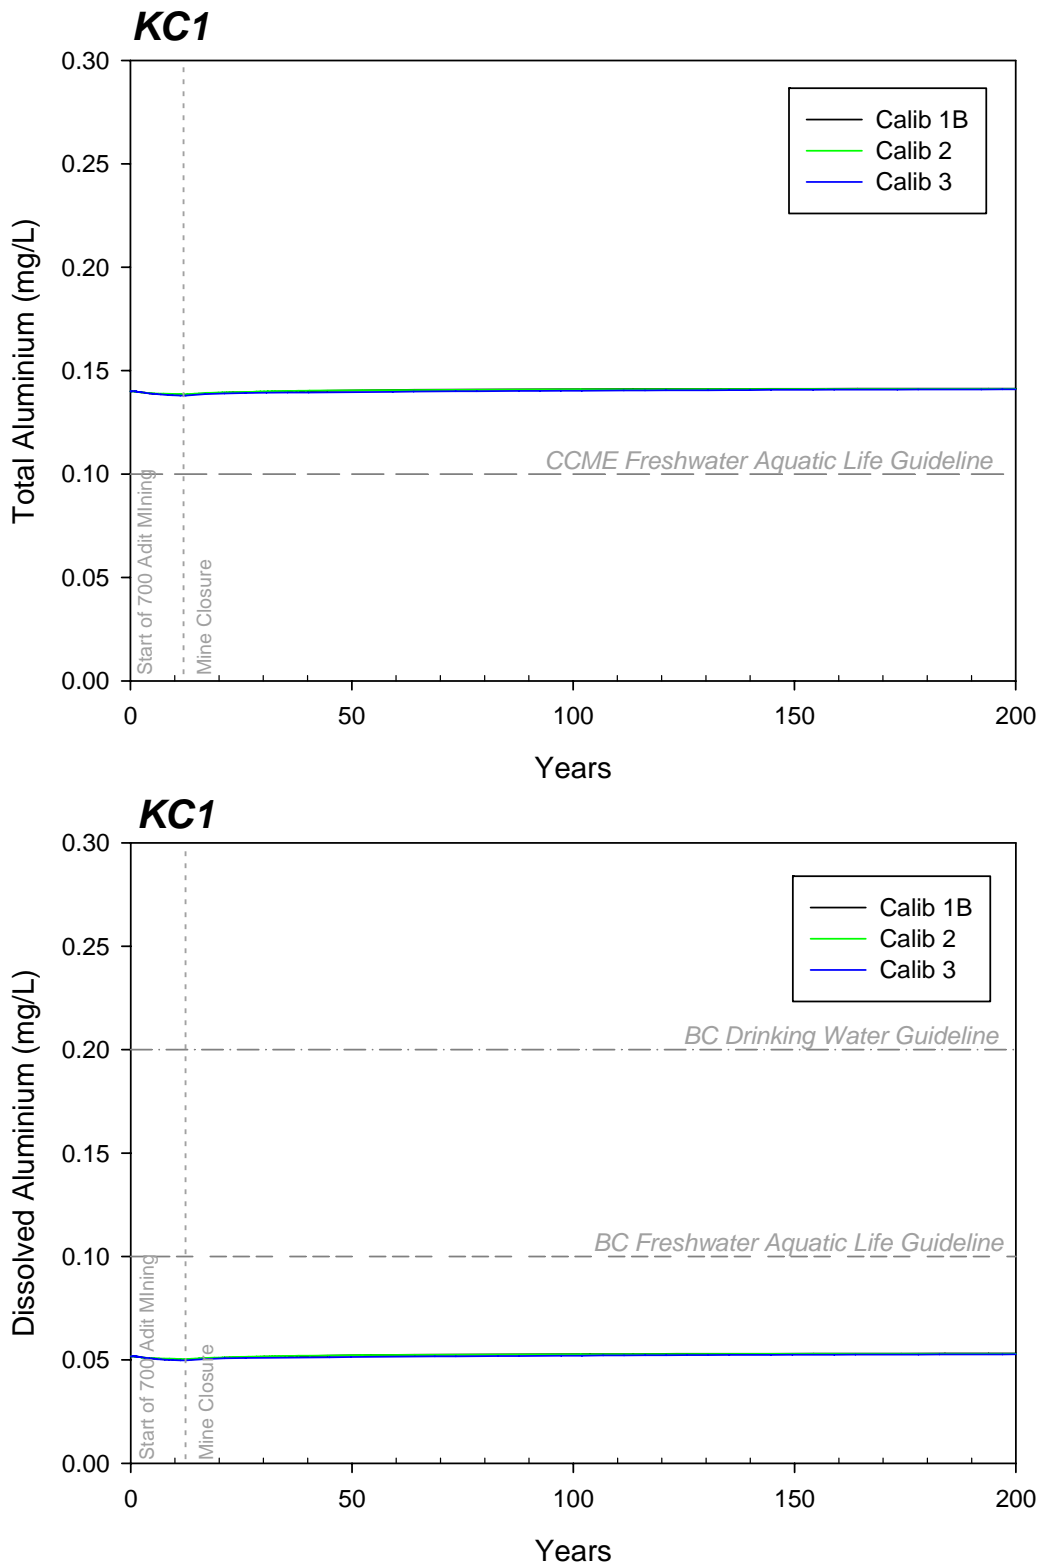 KC1
0.30
0.25
0.20
0.15
0.10
0.05
0.00
Total Aluminium (mg/L)
Calib 1B
Calib 2
Calib 3
CCME Freshwater Aquatic Life Guideline
Start of 700 Adit MIning
Mine Closure
0 50 100 150 200
Years
KC1
0.30
0.25
0.20
0.15
0.10
0.05
0.00
Dissolved Aluminium (mg/L)
Calib 1B
Calib 2
Calib 3
BC Drinking Water Guideline
BC Freshwater Aquatic Life Guideline
Start of 700 Adit MIning
Mine Closure
0 50 100 150 200
Years